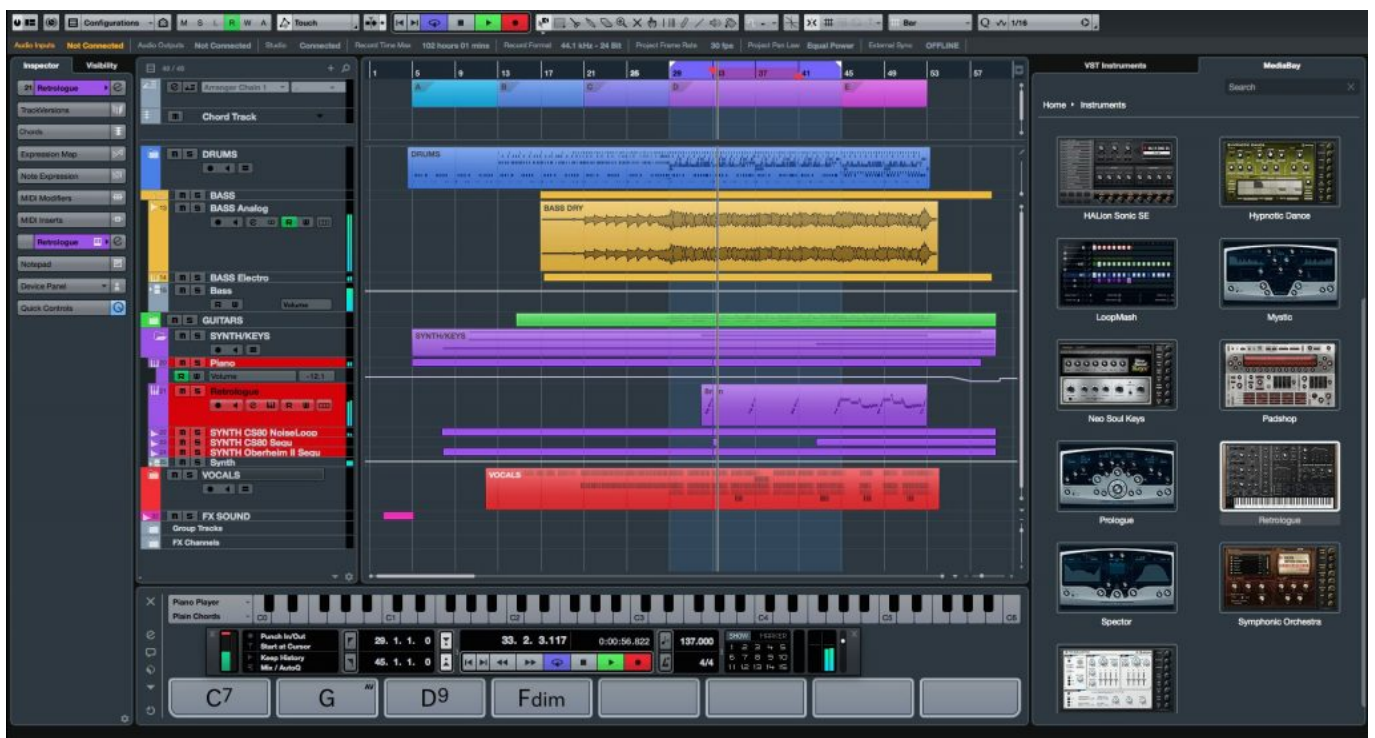 Configurations
M S L R W A
Touch
Bar
Q
1/16
Audio Inputs Not Connected
Audio Outputs Not Connected
Studio Connected
Record Time Max 102 hours 01 mins
Record Format 44.1 kHz - 24 Bit
Project Frame Rate 30 fps
Project Pan Law Equal Power
External Sync OFFLINE
Inspector Visibility
21 Retrologue
TrackVersions
Chords
Expression Map
Note Expression
MIDI Modifiers
MIDI Inserts
Retrologue
Notepad
Device Panel
Quick Controls
40 / 40
Arranger Chain 1
Chord Track
DRUMS
BASS
BASS Analog
BASS Electro
Bass
R W Volume
GUITARS
SYNTH/KEYS
Piano
R W Volume -12.1
Retrologue
SYNTH CS80 NoiseLoop
SYNTH CS80 Sequ
SYNTH Oberheim II Sequ
Synth
VOCALS
FX SOUND
Group Tracks
FX Channels
1 5 9 13 17 21 25 29 33 37 41 45 49 53 57
A B C D E
DRUMS
BASS DRY
SYNTH/KEYS
VOCALS
VST Instruments MediaBay
Search
Home Instruments
HALion Sonic SE
Hypnotic Dance
LoopMash
Mystic
Neo Soul Keys
Padshop
Prologue
Retrologue
Spector
Symphonic Orchestra
Piano Player
Plain Chords
C0 C1 C2 C3 C4 C5 C6
Punch In/Out
Start at Cursor
Keep History
Mix / AutoQ
29. 1. 1. 0
45. 1. 1. 0
33. 2. 3.117
0:00:56.822
137.000
4/4
SHOW MARKER
1 2 3 4 5
6 7 8 9 10
11 12 13 14 15
C7
G
AV
D9
Fdim